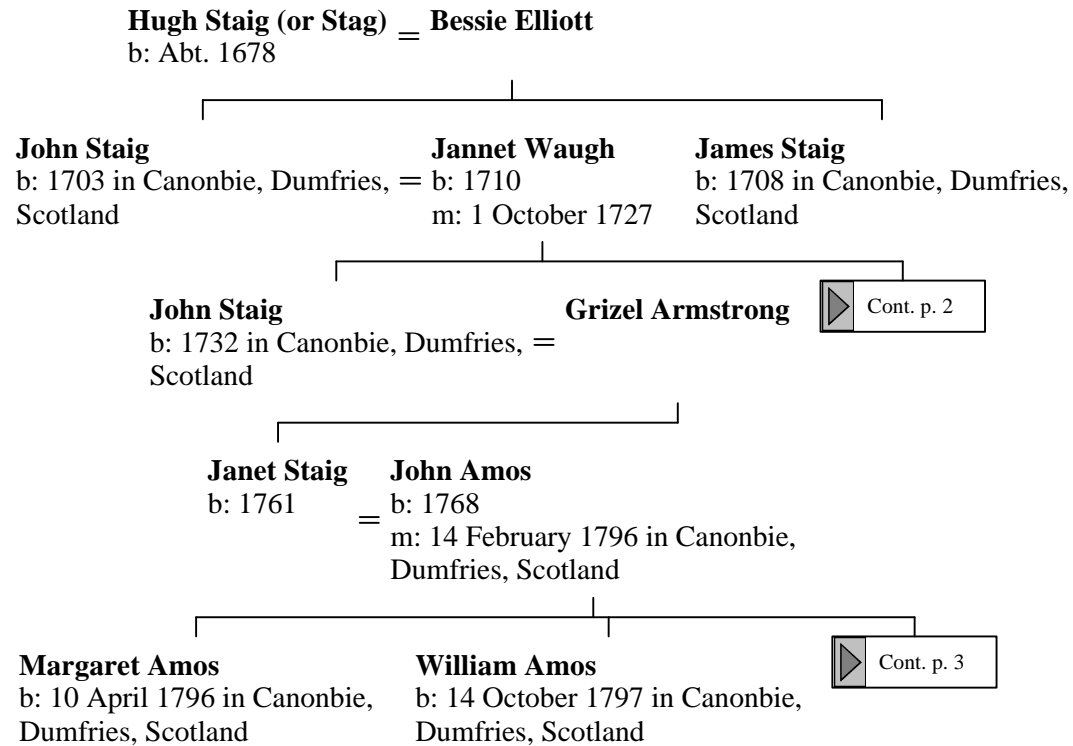 Hugh Staig (or Stag) = Bessie Elliott
b: Abt. 1678
John Staig
b: 1703 in Canonbie, Dumfries,
Scotland
=
Jannet Waugh
b: 1710
m: 1 October 1727
James Staig
b: 1708 in Canonbie, Dumfries,
Scotland
John Staig
b: 1732 in Canonbie, Dumfries,
Scotland
=
Grizel Armstrong
Cont. p. 2
Janet Staig
b: 1761
=
John Amos
b: 1768
m: 14 February 1796 in Canonbie,
Dumfries, Scotland
Margaret Amos
b: 10 April 1796 in Canonbie,
Dumfries, Scotland
William Amos
b: 14 October 1797 in Canonbie,
Dumfries, Scotland
Cont. p. 3